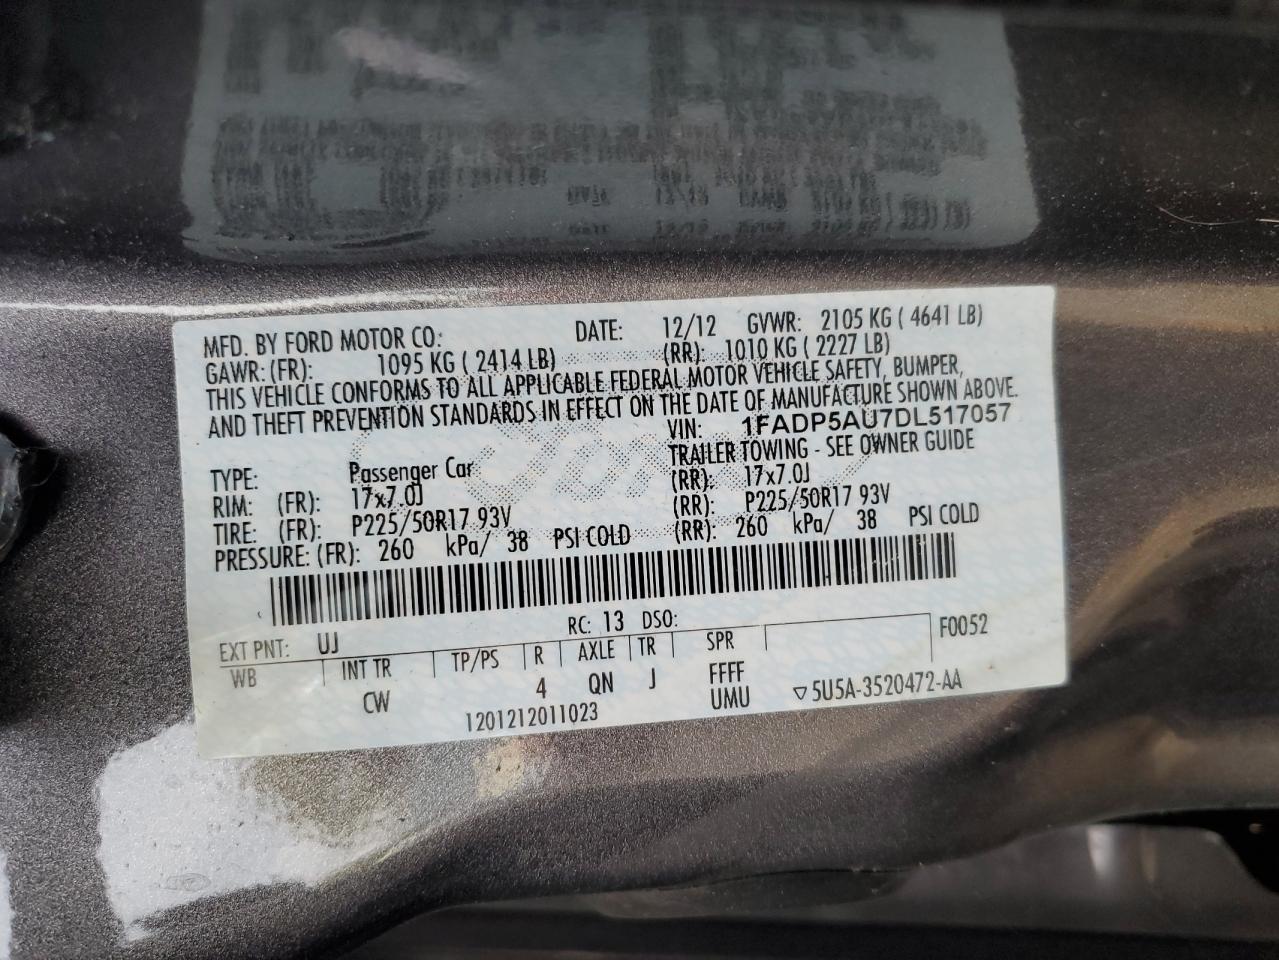 MFD. BY FORD MOTOR CO: DATE: 12/12 GVWR: 2105 KG ( 4641 LB)
GAWR: (FR): 1095 KG ( 2414 LB) (RR): 1010 KG ( 2227 LB)
THIS VEHICLE CONFORMS TO ALL APPLICABLE FEDERAL MOTOR VEHICLE SAFETY, BUMPER,
AND THEFT PREVENTION STANDARDS IN EFFECT ON THE DATE OF MANUFACTURE SHOWN ABOVE.
VIN: 1FADP5AU7DL517057
TYPE: Passenger Car TRAILER TOWING - SEE OWNER GUIDE
RIM: (FR): 17x7.0J (RR): 17x7.0J
TIRE: (FR): P225/50R17 93V (RR): P225/50R17 93V
PRESSURE: (FR): 260 kPa/ 38 PSI COLD (RR): 260 kPa/ 38 PSI COLD
RC: 13 DSO:
EXT PNT: UJ F0052
WB INT TR TP/PS R AXLE TR SPR
CW 4 QN J FFFF
UMU ▽5U5A-3520472-AA
1201212011023